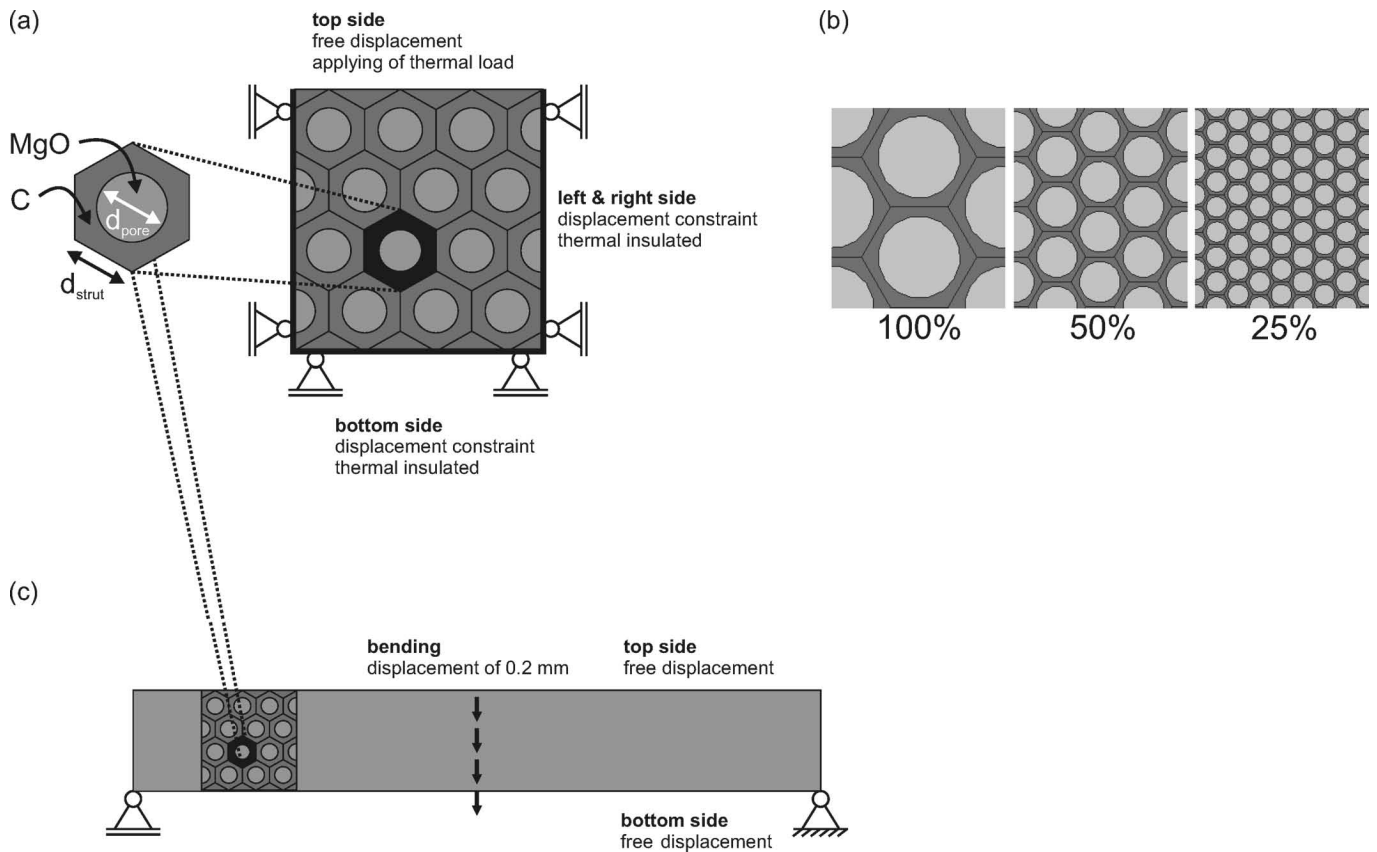 (a)
top side
free displacement
applying of thermal load
MgO
C
d_pore
d_strut
left & right side
displacement constraint
thermal insulated
bottom side
displacement constraint
thermal insulated
(b)
100%
50%
25%
(c)
bending
displacement of 0.2 mm
top side
free displacement
bottom side
free displacement